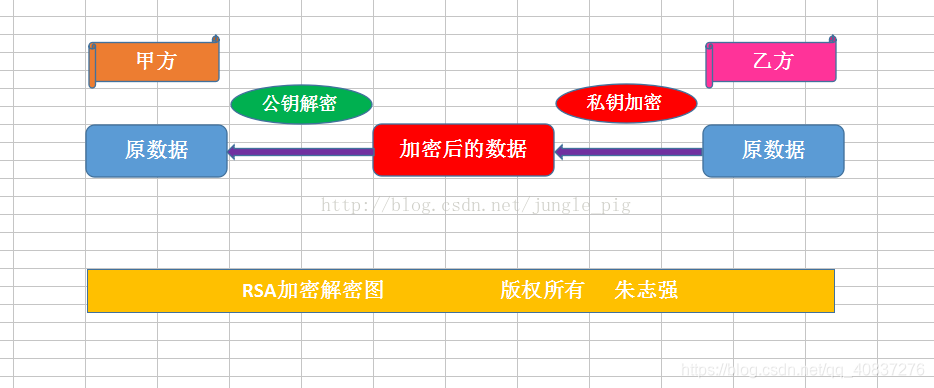 甲方
乙方
公钥解密
私钥加密
原数据
加密后的数据
原数据
http://blog.csdn.net/jungle_pig
RSA加密解密图 版权所有 朱志强
https://blog.csdn.net/qq_40837276